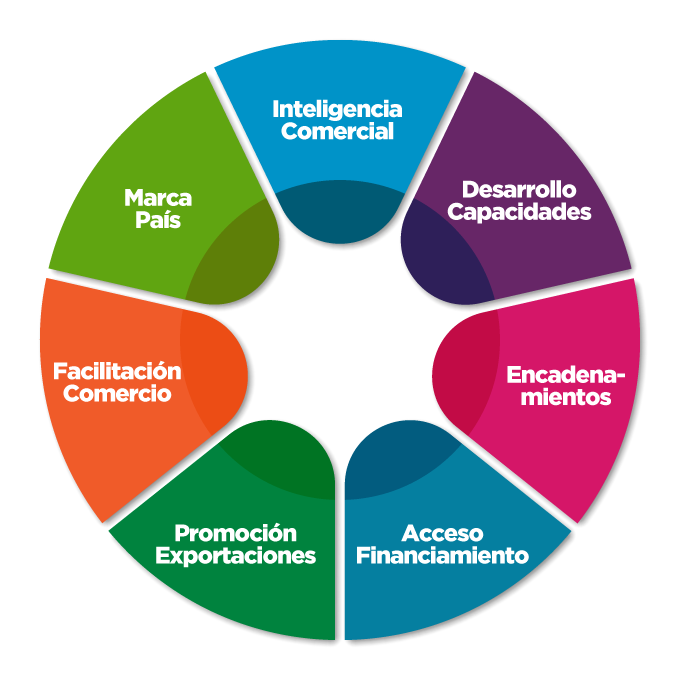 Inteligencia
Comercial
Desarrollo
Capacidades
Encadena-
mientos
Acceso
Financiamiento
Promoción
Exportaciones
Facilitación
Comercio
Marca
País